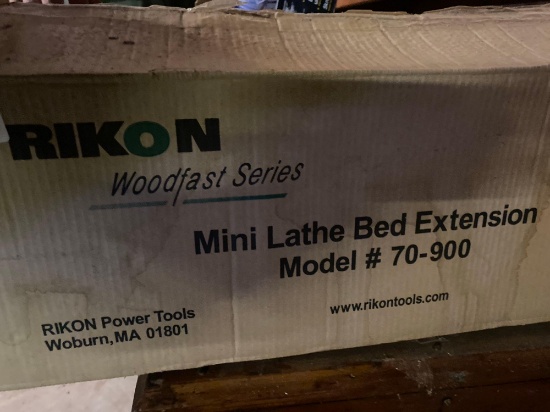 RIKON
Woodfast Series
Mini Lathe Bed Extension
Model # 70-900
www.rikontools.com
RIKON Power Tools
Woburn, MA 01801